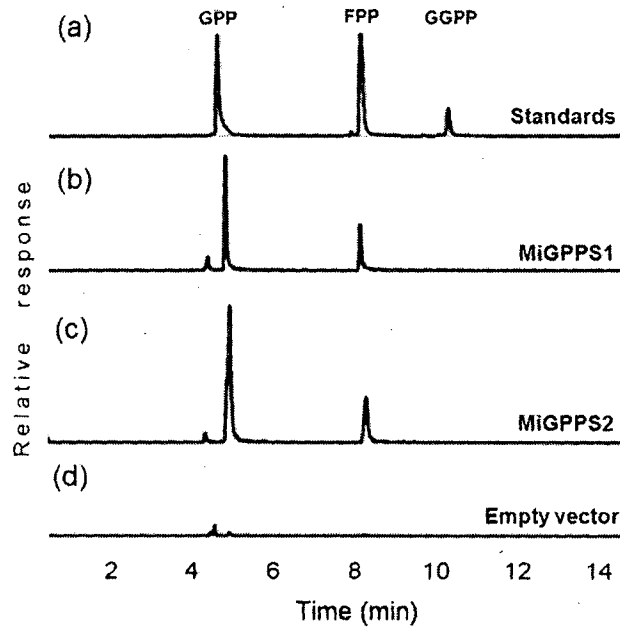 (a)
GPP
FPP
GGPP
Standards
(b)
MiGPPS1
(c)
MiGPPS2
(d)
Empty vector
2 4 6 8 10 12 14
Time (min)
Relative response